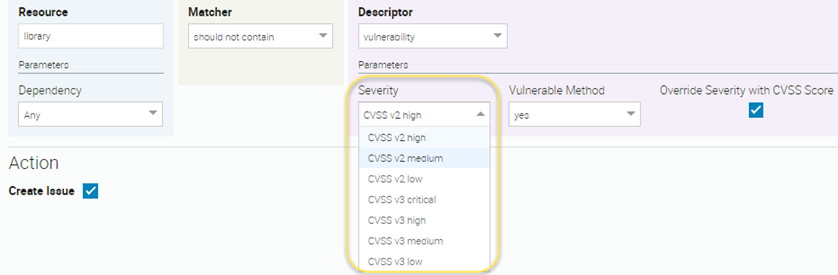 Resource
library
Parameters
Dependency
Any
Matcher
should not contain
Descriptor
vulnerability
Parameters
Severity
CVSS v2 high
CVSS v2 high
CVSS v2 medium
CVSS v2 low
CVSS v3 critical
CVSS v3 high
CVSS v3 medium
CVSS v3 low
Vulnerable Method
yes
Override Severity with CVSS Score
Action
Create Issue